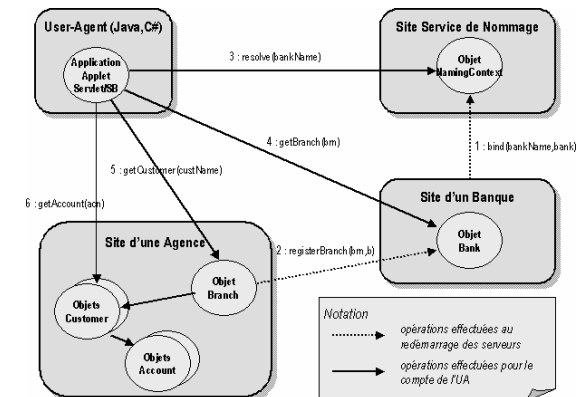 User-Agent (Java,C#)
Site Service de Nommage
Application
Applet
Servlet/SB
3 : resolve(bankName)
Objet
NamingContext
4 : getBranch(brn)
1 : bind(bankName,bank)
5 : getCustomer(custName)
6 : getAccount(acn)
Site d'un Banque
Site d'une Agence
2 : registerBranch(brn,b)
Objet
Bank
Objet
Branch
Objets
Customer
Objets
Account
Notation
opérations effectuées au
redémarrage des serveurs
opérations effectuées pour le
compte de l'UA